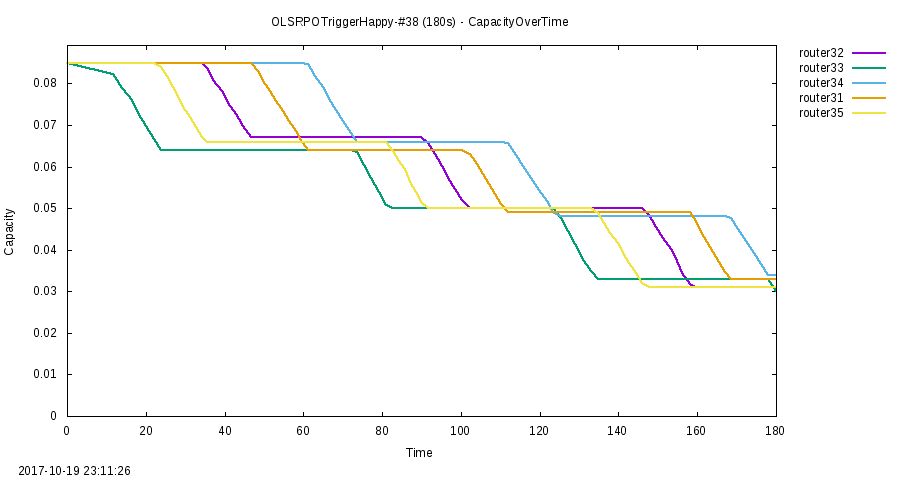 OLSRPOTriggerHappy-#38 (180s) - CapacityOverTime
router32
router33
router34
router31
router35
0.08
0.07
0.06
0.05
0.04
0.03
0.02
0.01
0
Capacity
0 20 40 60 80 100 120 140 160 180
Time
2017-10-19 23:11:26